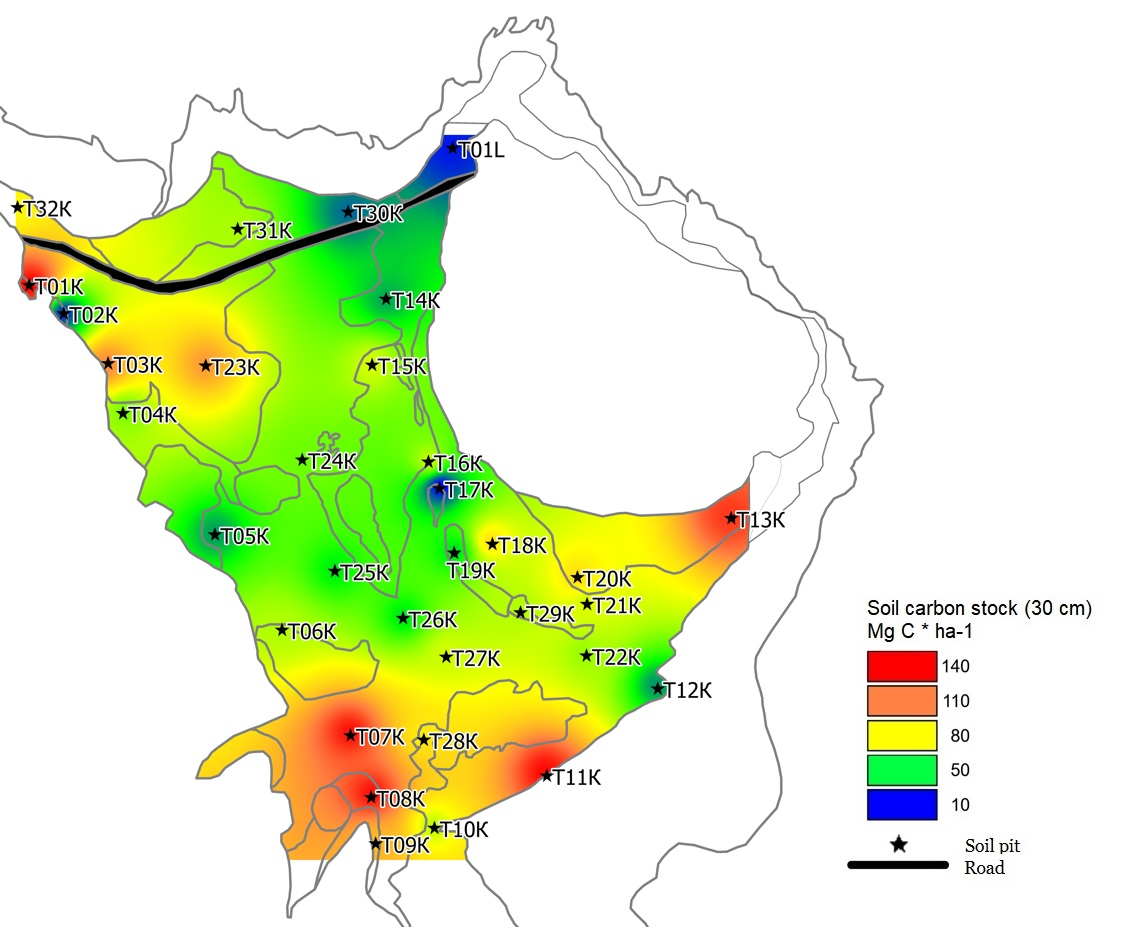 T01L
T32K
T30K
T31K
T01K
T14K
T02K
T03K
T23K
T15K
T04K
T24K
T16K
T17K
T13K
T05K
T18K
T19K
T25K
T20K
T21K
T29K
T26K
T06K
T27K
T22K
T12K
T07K
T28K
T11K
T08K
T10K
T09K
Soil carbon stock (30 cm)
Mg C * ha-1
140
110
80
50
10
Soil pit
Road